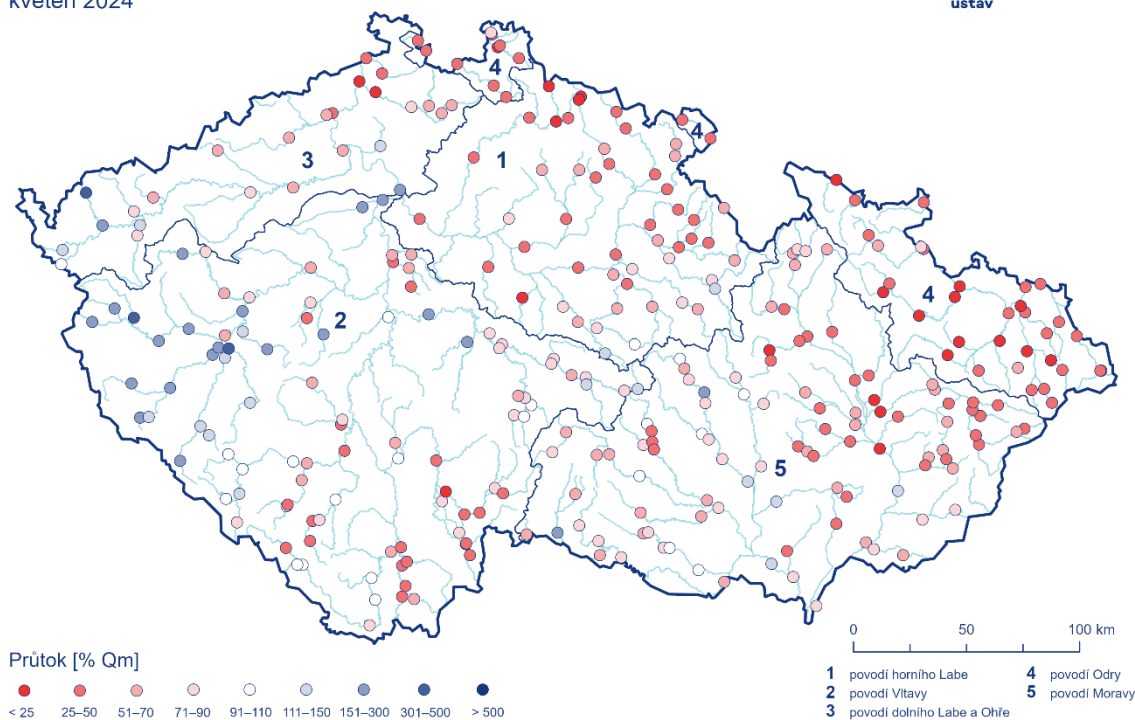 květen 2024
ústav
4
4
3
1
2
4
5
0 50 100 km
Průtok [% Qm]
< 25 25–50 51–70 71–90 91–110 111–150 151–300 301–500 > 500
1 povodí horního Labe
2 povodí Vltavy
3 povodí dolního Labe a Ohře
4 povodí Odry
5 povodí Moravy